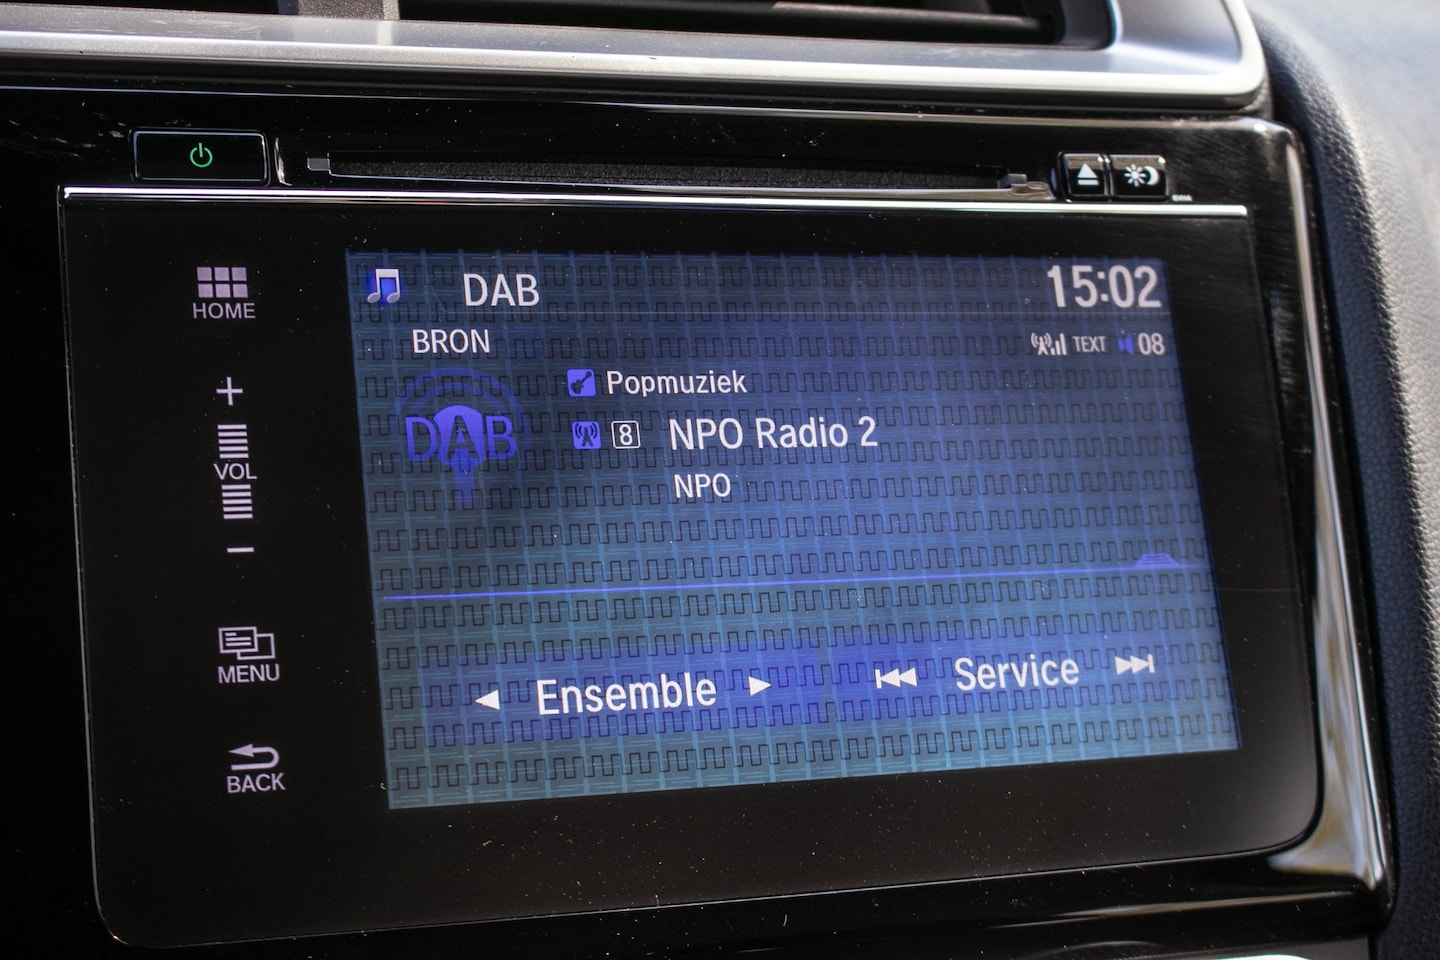 HOME
+
VOL
−
MENU
BACK
DAB
15:02
BRON
TEXT 08
DAB
Popmuziek
8 NPO Radio 2
NPO
Ensemble
Service